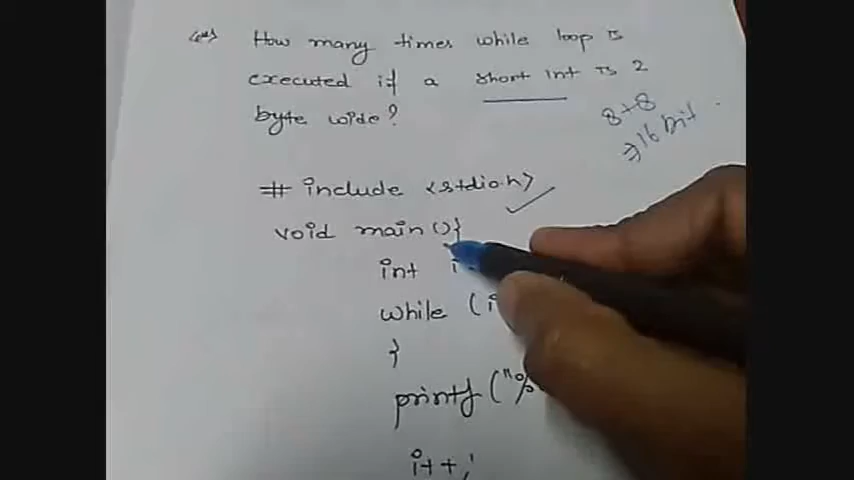 Ques How many times while loop is
executed if a short int is 2
byte wide?
8+8
⇒ 16 bit
# include <stdio.h>
void main(){
int i
while (i
}
printf("%
i++;